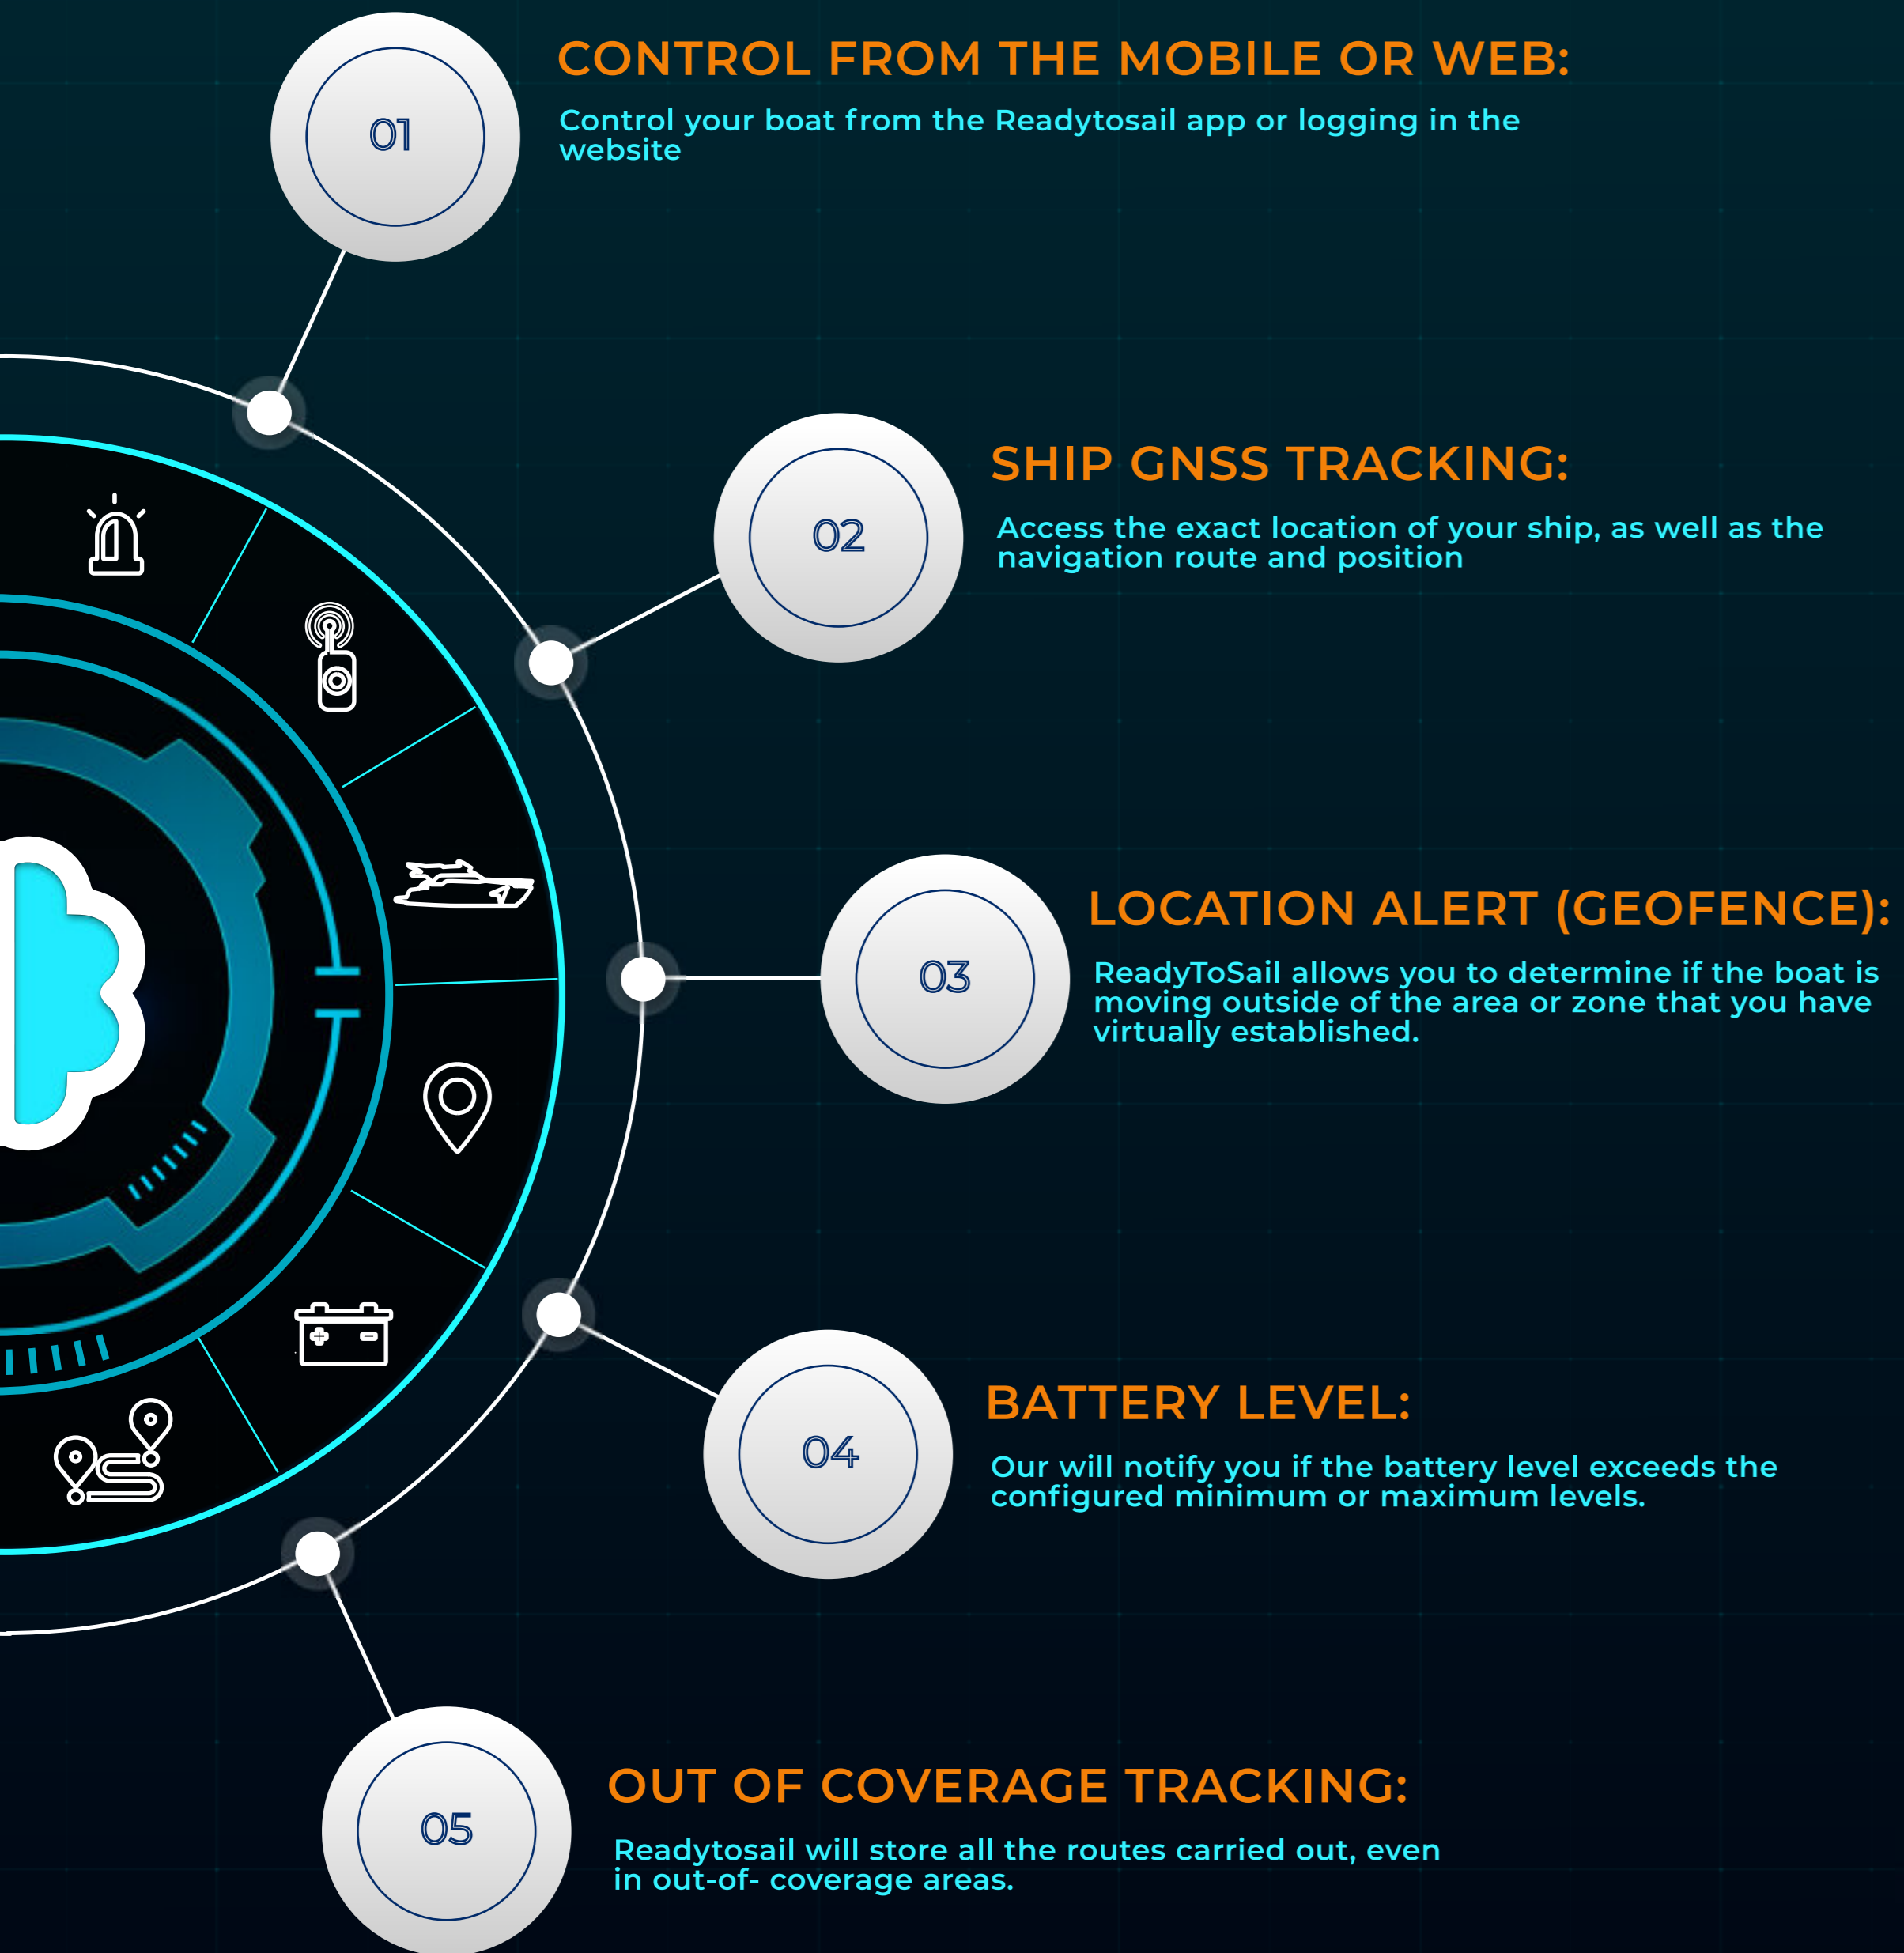 01
CONTROL FROM THE MOBILE OR WEB:
Control your boat from the Readytosail app or logging in the
website
02
SHIP GNSS TRACKING:
Access the exact location of your ship, as well as the
navigation route and position
03
LOCATION ALERT (GEOFENCE):
ReadyToSail allows you to determine if the boat is
moving outside of the area or zone that you have
virtually established.
04
BATTERY LEVEL:
Our will notify you if the battery level exceeds the
configured minimum or maximum levels.
05
OUT OF COVERAGE TRACKING:
Readytosail will store all the routes carried out, even
in out-of- coverage areas.